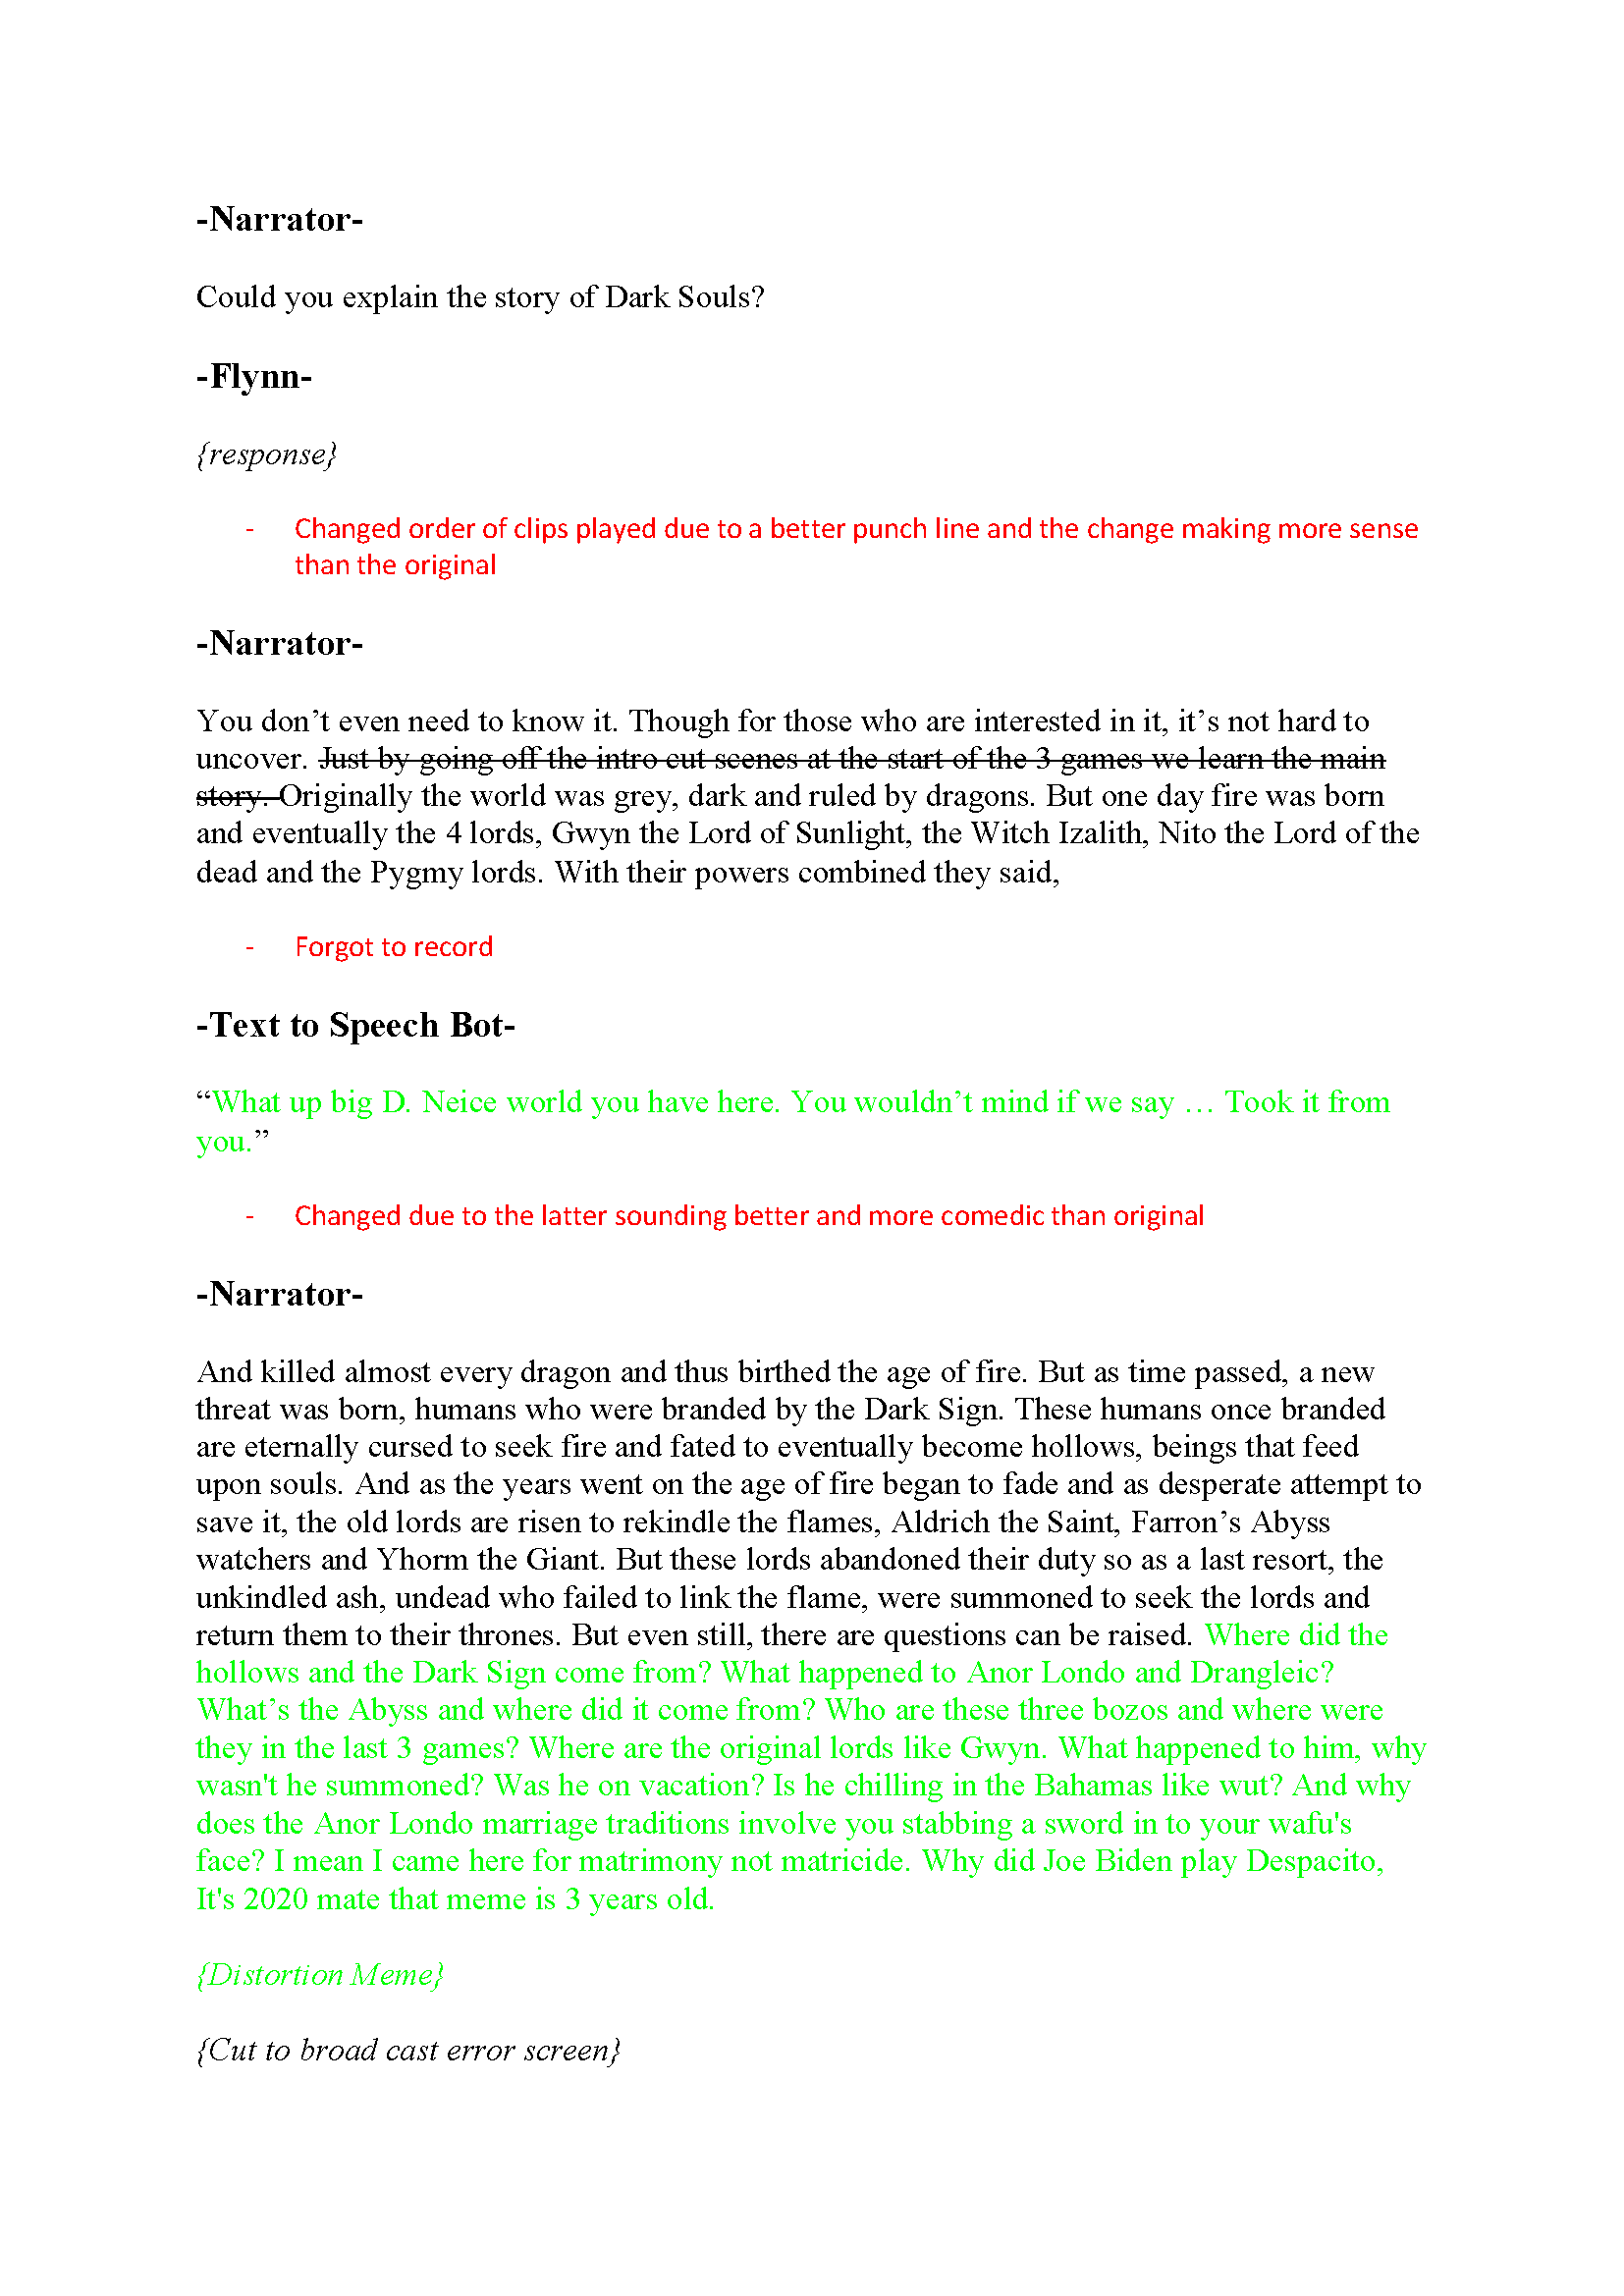 -Narrator-
Could you explain the story of Dark Souls?
-Flynn-
{response}
- Changed order of clips played due to a better punch line and the change making more sense
than the original
-Narrator-
You don’t even need to know it. Though for those who are interested in it, it’s not hard to
uncover. Just by going off the intro cut scenes at the start of the 3 games we learn the main
story. Originally the world was grey, dark and ruled by dragons. But one day fire was born
and eventually the 4 lords, Gwyn the Lord of Sunlight, the Witch Izalith, Nito the Lord of the
dead and the Pygmy lords. With their powers combined they said,
- Forgot to record
-Text to Speech Bot-
“What up big D. Neice world you have here. You wouldn’t mind if we say … Took it from
you.”
- Changed due to the latter sounding better and more comedic than original
-Narrator-
And killed almost every dragon and thus birthed the age of fire. But as time passed, a new
threat was born, humans who were branded by the Dark Sign. These humans once branded
are eternally cursed to seek fire and fated to eventually become hollows, beings that feed
upon souls. And as the years went on the age of fire began to fade and as desperate attempt to
save it, the old lords are risen to rekindle the flames, Aldrich the Saint, Farron’s Abyss
watchers and Yhorm the Giant. But these lords abandoned their duty so as a last resort, the
unkindled ash, undead who failed to link the flame, were summoned to seek the lords and
return them to their thrones. But even still, there are questions can be raised. Where did the
hollows and the Dark Sign come from? What happened to Anor Londo and Drangleic?
What’s the Abyss and where did it come from? Who are these three bozos and where were
they in the last 3 games? Where are the original lords like Gwyn. What happened to him, why
wasn't he summoned? Was he on vacation? Is he chilling in the Bahamas like wut? And why
does the Anor Londo marriage traditions involve you stabbing a sword in to your wafu's
face? I mean I came here for matrimony not matricide. Why did Joe Biden play Despacito,
It's 2020 mate that meme is 3 years old.
{Distortion Meme}
{Cut to broad cast error screen}